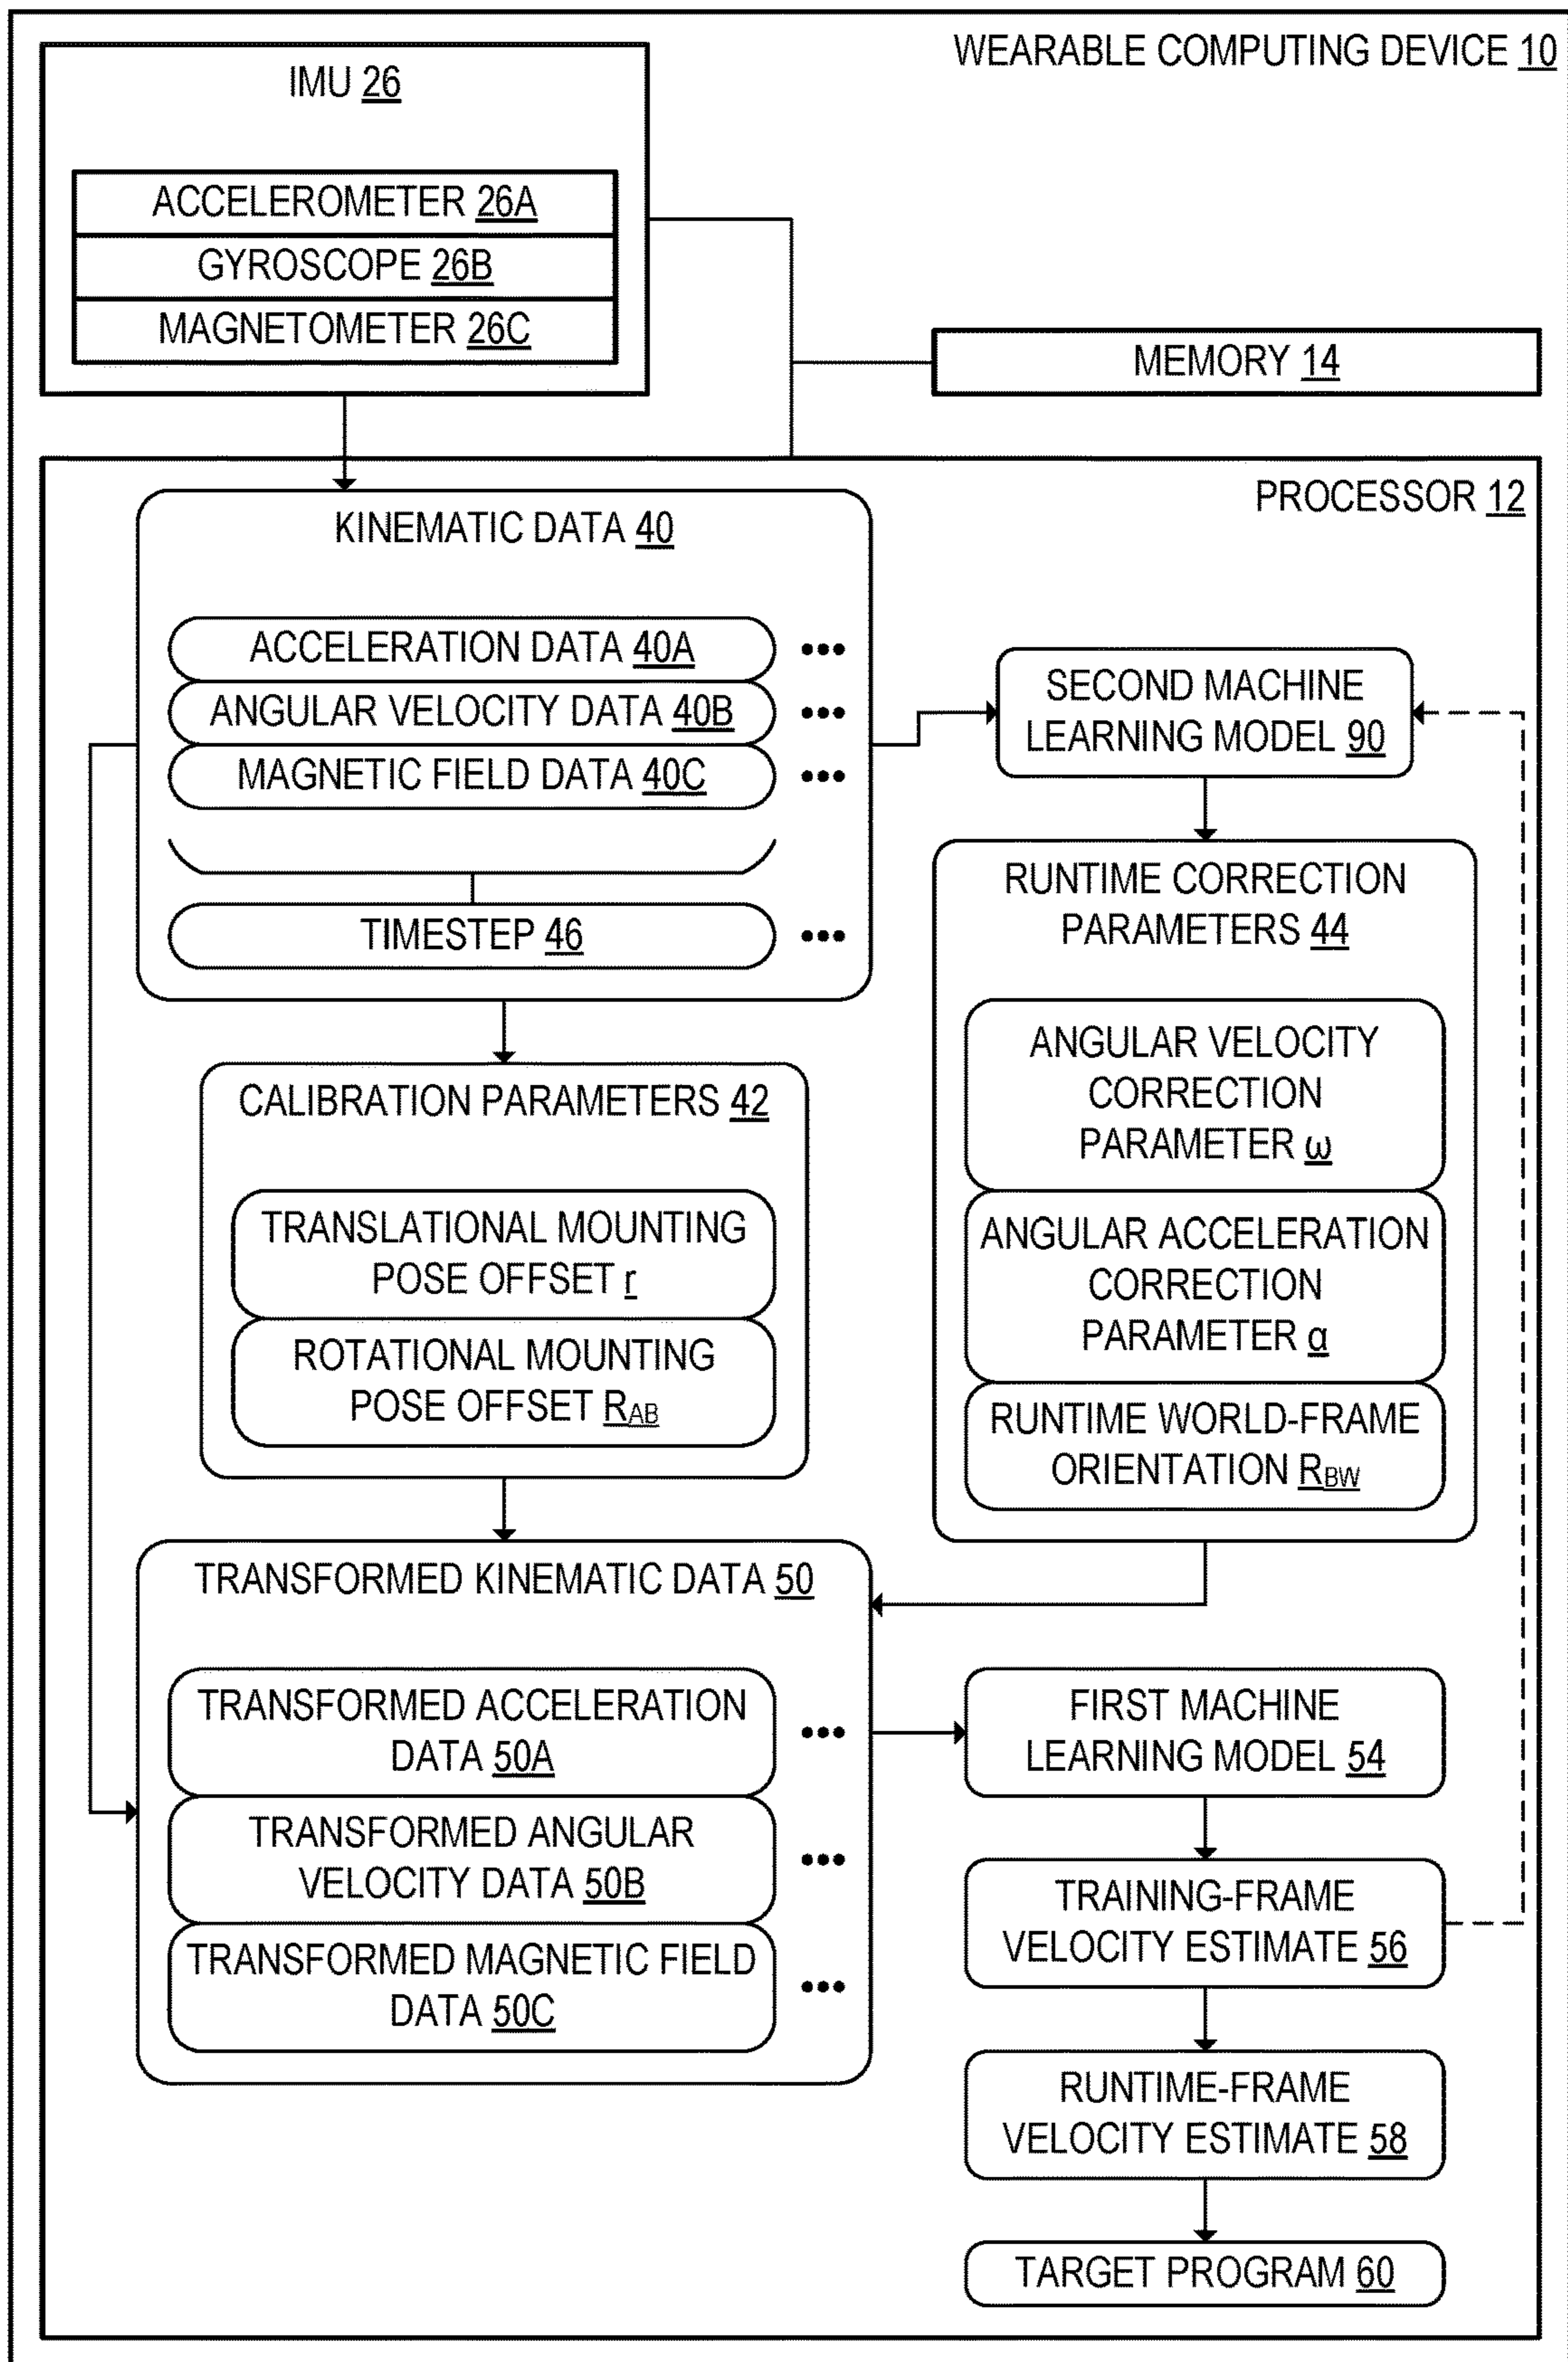 WEARABLE COMPUTING DEVICE 10
IMU 26
ACCELEROMETER 26A
GYROSCOPE 26B
MAGNETOMETER 26C
MEMORY 14
PROCESSOR 12
KINEMATIC DATA 40
ACCELERATION DATA 40A
ANGULAR VELOCITY DATA 40B
MAGNETIC FIELD DATA 40C
TIMESTEP 46
SECOND MACHINE
LEARNING MODEL 90
RUNTIME CORRECTION
PARAMETERS 44
ANGULAR VELOCITY
CORRECTION
PARAMETER ω
ANGULAR ACCELERATION
CORRECTION
PARAMETER α
RUNTIME WORLD-FRAME
ORIENTATION RBW
CALIBRATION PARAMETERS 42
TRANSLATIONAL MOUNTING
POSE OFFSET r
ROTATIONAL MOUNTING
POSE OFFSET RAB
TRANSFORMED KINEMATIC DATA 50
TRANSFORMED ACCELERATION
DATA 50A
TRANSFORMED ANGULAR
VELOCITY DATA 50B
TRANSFORMED MAGNETIC FIELD
DATA 50C
FIRST MACHINE
LEARNING MODEL 54
TRAINING-FRAME
VELOCITY ESTIMATE 56
RUNTIME-FRAME
VELOCITY ESTIMATE 58
TARGET PROGRAM 60